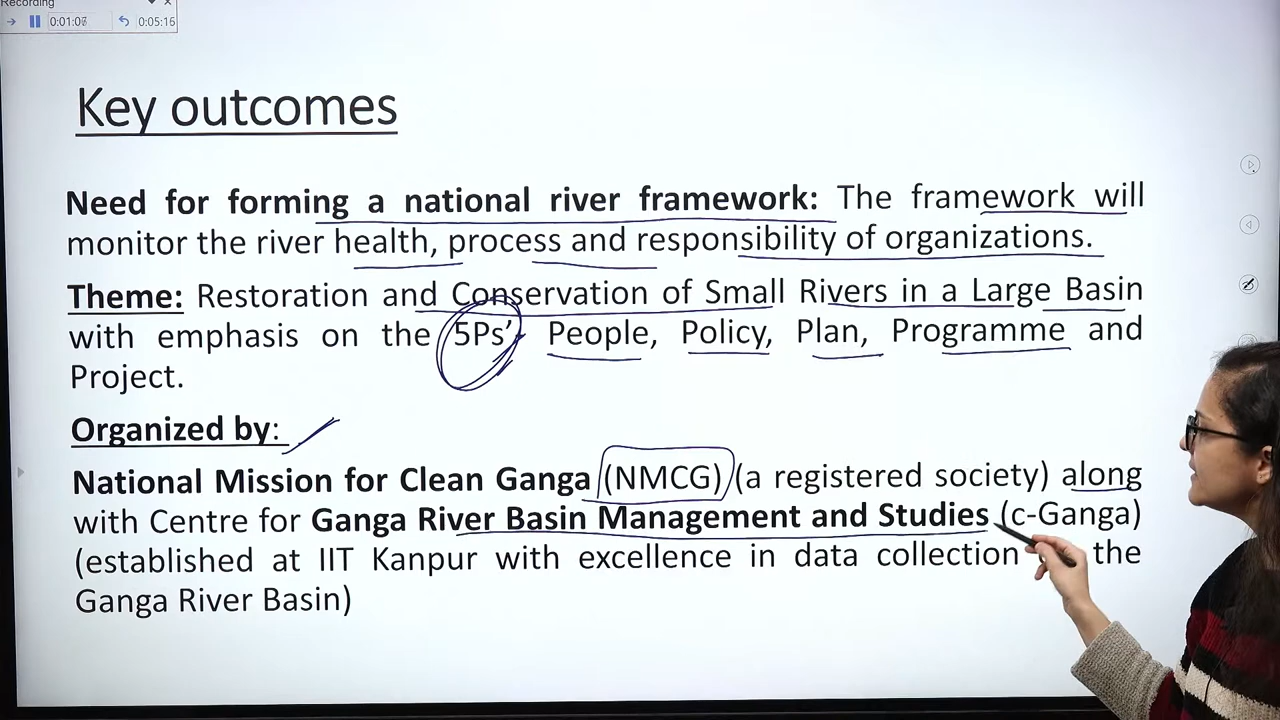 Recording
0:01:06
0:05:16
Key outcomes
Need for forming a national river framework: The framework will
monitor the river health, process and responsibility of organizations.
Theme: Restoration and Conservation of Small Rivers in a Large Basin
with emphasis on the 5Ps’ People, Policy, Plan, Programme and
Project.
Organized by:
National Mission for Clean Ganga (NMCG) (a registered society) along
with Centre for Ganga River Basin Management and Studies (c-Ganga)
(established at IIT Kanpur with excellence in data collection the
Ganga River Basin)